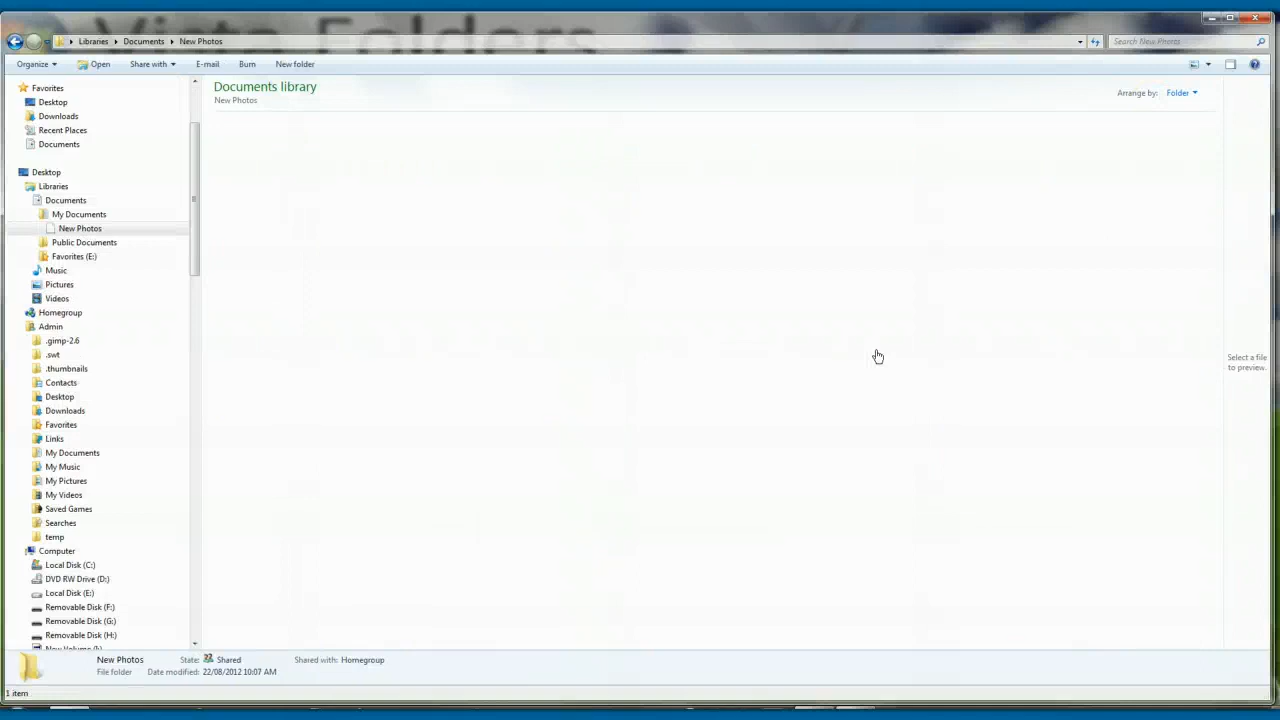 Vista Folders
Libraries Documents New Photos
Search New Photos
Organize Open Share with E-mail Burn New folder
Favorites
Desktop
Downloads
Recent Places
Documents
Desktop
Libraries
Documents
My Documents
New Photos
Public Documents
Favorites (E:)
Music
Pictures
Videos
Homegroup
Admin
.gimp-2.6
.swt
.thumbnails
Contacts
Desktop
Downloads
Favorites
Links
My Documents
My Music
My Pictures
My Videos
Saved Games
Searches
temp
Computer
Local Disk (C:)
DVD RW Drive (D:)
Local Disk (E:)
Removable Disk (F:)
Removable Disk (G:)
Removable Disk (H:)
Documents library
New Photos
Arrange by: Folder
Select a file
to preview.
New Photos State: Shared Shared with: Homegroup
File folder Date modified: 22/08/2012 10:07 AM
1 item